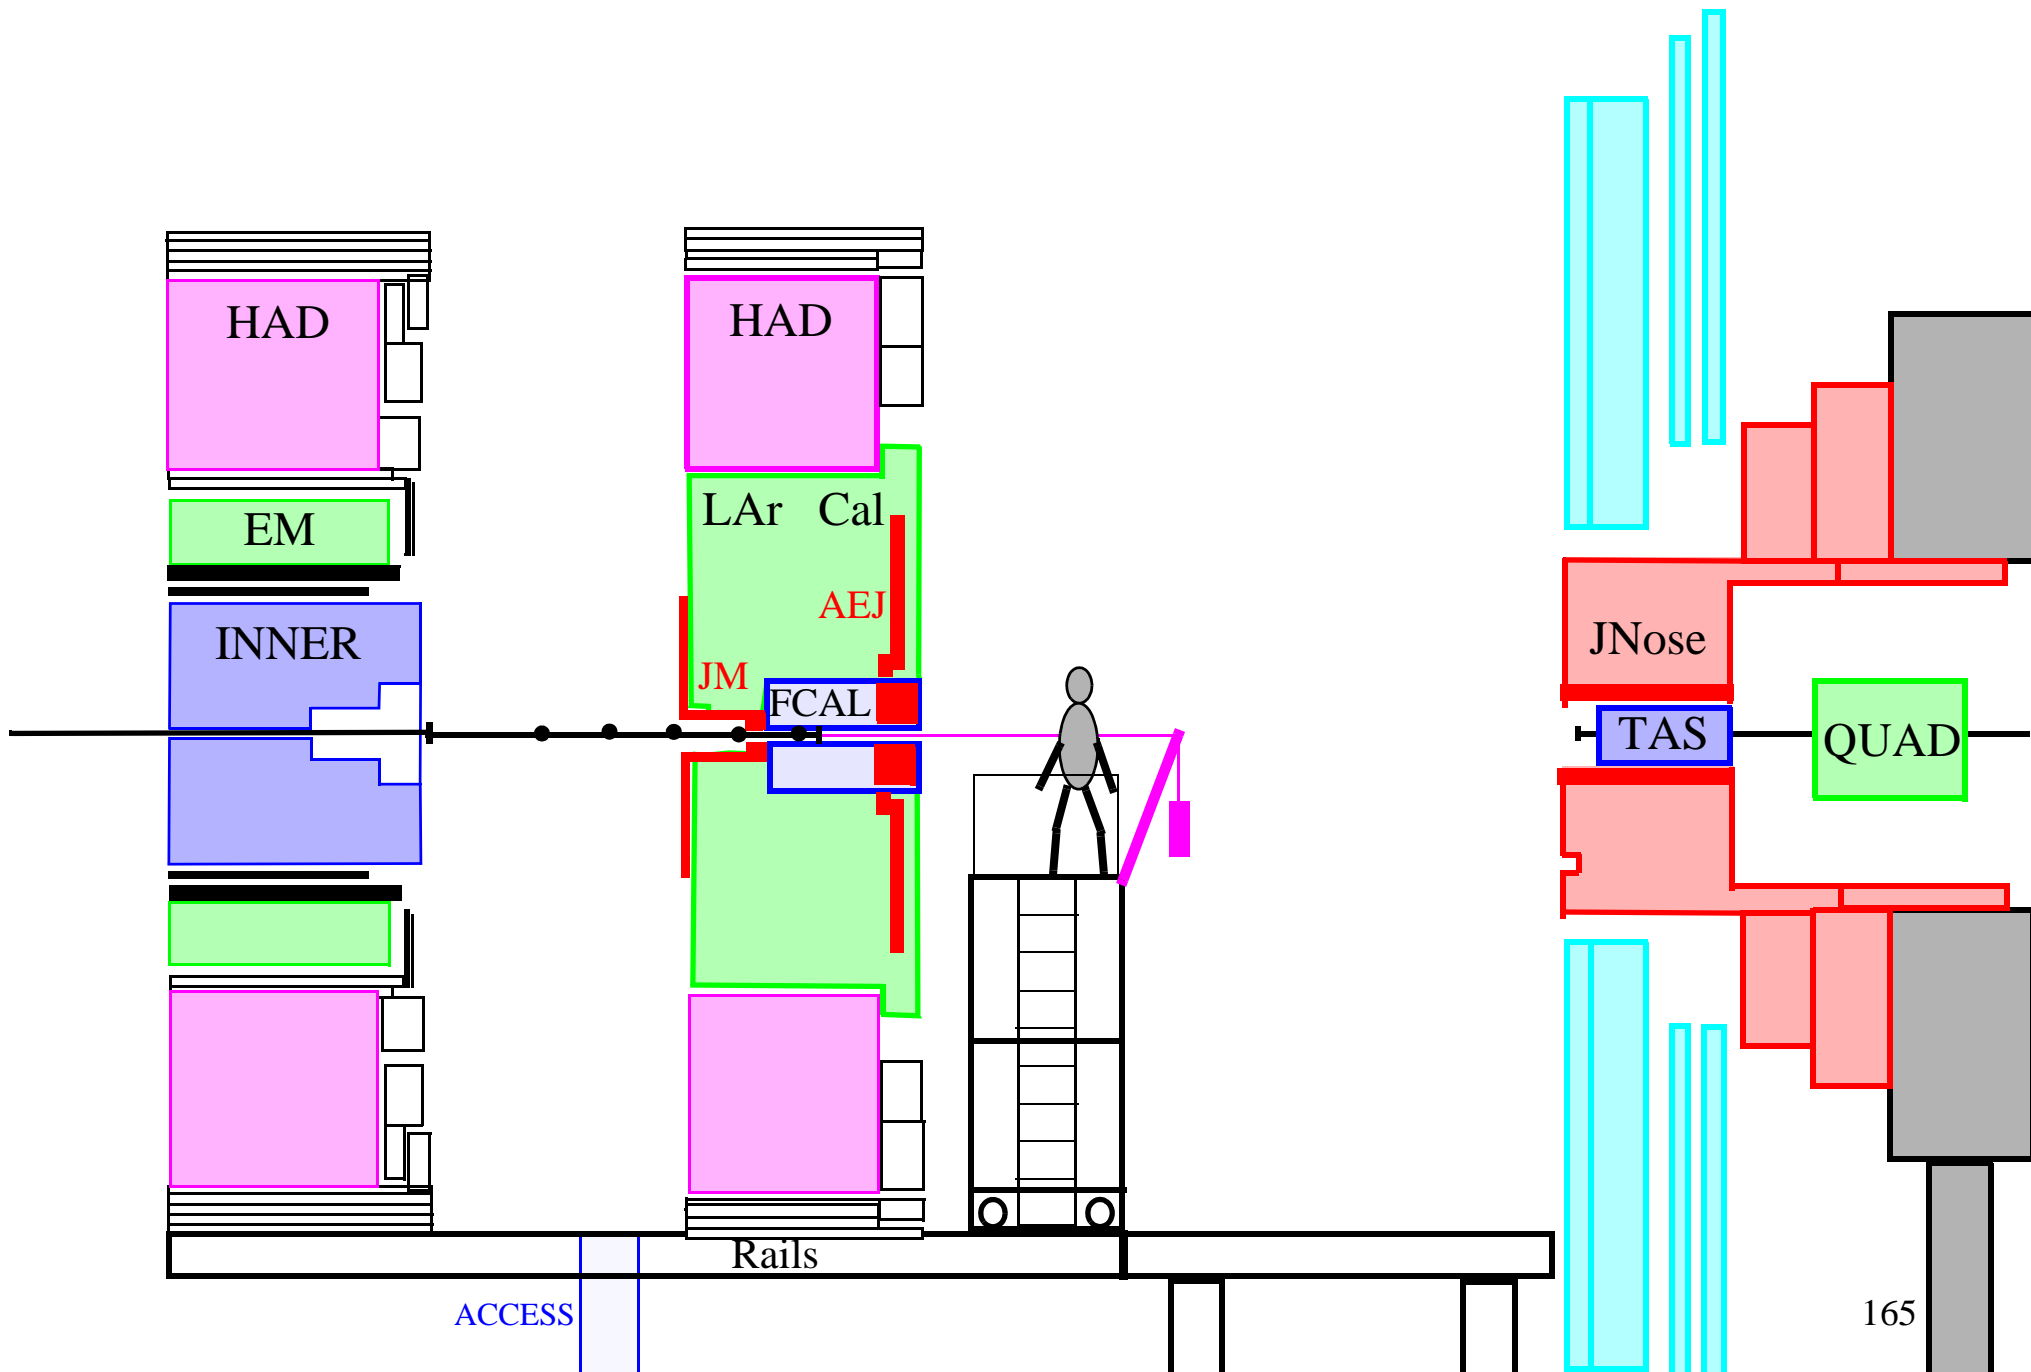 HAD
HAD
LAr Cal
EM
AEJ
INNER
JNose
JM
FCAL
TAS
QUAD
Rails
ACCESS
165